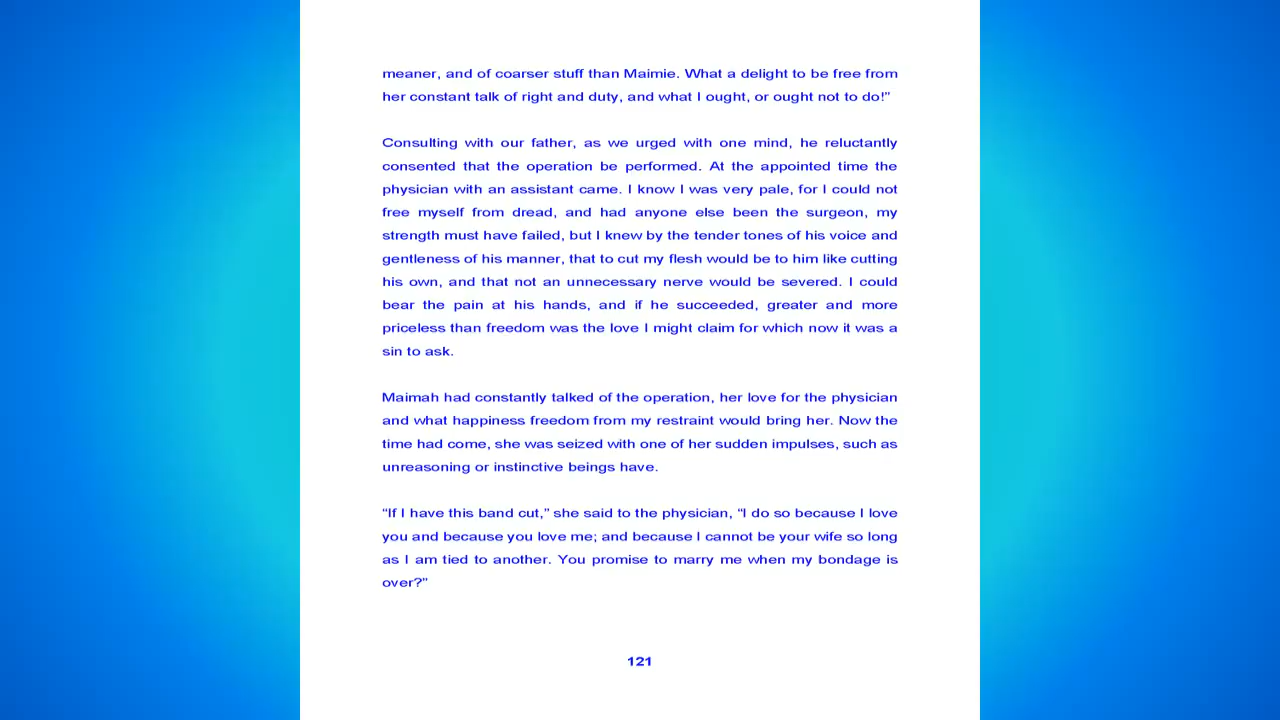 meaner, and of coarser stuff than Maimie. What a delight to be free from
her constant talk of right and duty, and what I ought, or ought not to do!"
Consulting with our father, as we urged with one mind, he reluctantly
consented that the operation be performed. At the appointed time the
physician with an assistant came. I know I was very pale, for I could not
free myself from dread, and had anyone else been the surgeon, my
strength must have failed, but I knew by the tender tones of his voice and
gentleness of his manner, that to cut my flesh would be to him like cutting
his own, and that not an unnecessary nerve would be severed. I could
bear the pain at his hands, and if he succeeded, greater and more
priceless than freedom was the love I might claim for which now it was a
sin to ask.
Maimah had constantly talked of the operation, her love for the physician
and what happiness freedom from my restraint would bring her. Now the
time had come, she was seized with one of her sudden impulses, such as
unreasoning or instinctive beings have.
“If I have this band cut,” she said to the physician, “I do so because I love
you and because you love me; and because I cannot be your wife so long
as I am tied to another. You promise to marry me when my bondage is
over?”
121